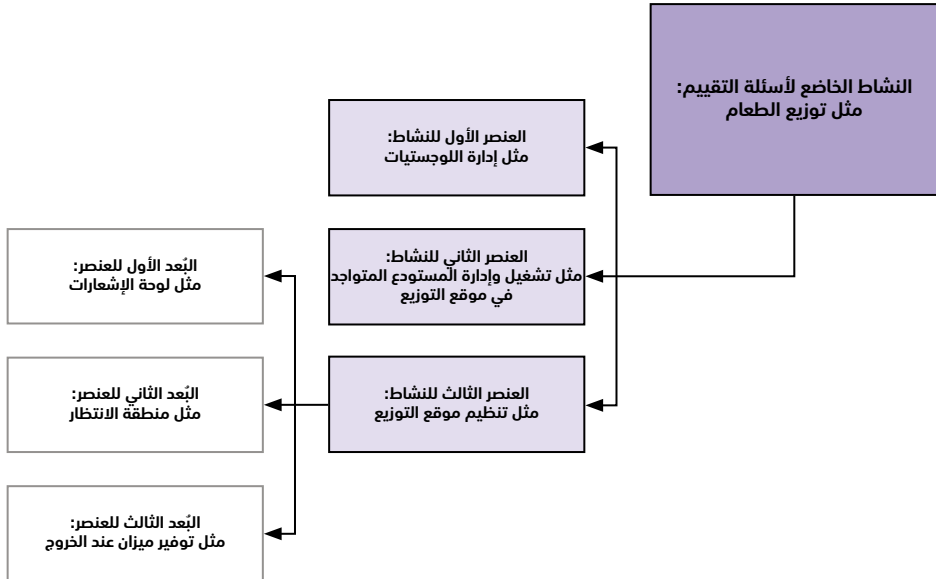 النشاط الخاضع لأسئلة التقييم:
مثل توزيع الطعام
العنصر الأول للنشاط:
مثل إدارة اللوجستيات
العنصر الثاني للنشاط:
مثل تشغيل وإدارة المستودع المتواجد
في موقع التوزيع
العنصر الثالث للنشاط:
مثل تنظيم موقع التوزيع
البُعد الأول للعنصر:
مثل لوحة الإشعارات
البُعد الثاني للعنصر:
مثل منطقة الانتظار
البُعد الثالث للعنصر:
مثل توفير ميزان عند الخروج